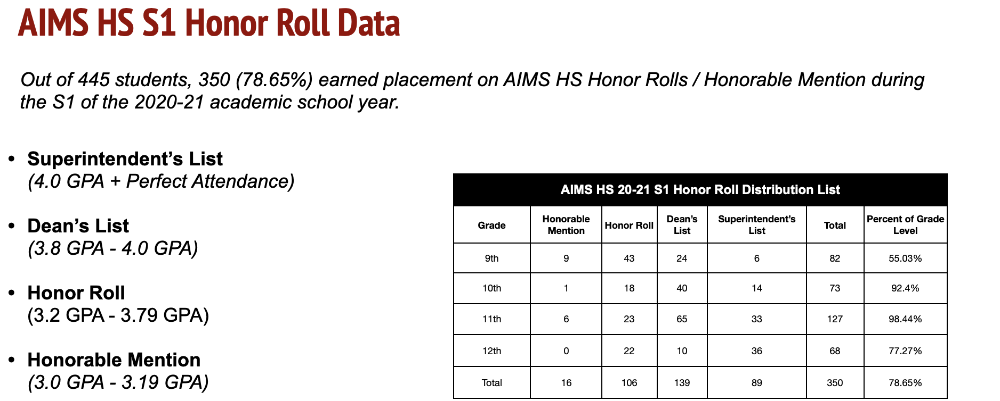 AIMS HS S1 Honor Roll Data
Out of 445 students, 350 (78.65%) earned placement on AIMS HS Honor Rolls / Honorable Mention during
the S1 of the 2020-21 academic school year.
• Superintendent’s List
(4.0 GPA + Perfect Attendance)
• Dean’s List
(3.8 GPA - 4.0 GPA)
• Honor Roll
(3.2 GPA - 3.79 GPA)
• Honorable Mention
(3.0 GPA - 3.19 GPA)
AIMS HS 20-21 S1 Honor Roll Distribution List
Grade Honorable Mention Honor Roll Dean’s List Superintendent’s List Total Percent of Grade Level
9th 9 43 24 6 82 55.03%
10th 1 18 40 14 73 92.4%
11th 6 23 65 33 127 98.44%
12th 0 22 10 36 68 77.27%
Total 16 106 139 89 350 78.65%